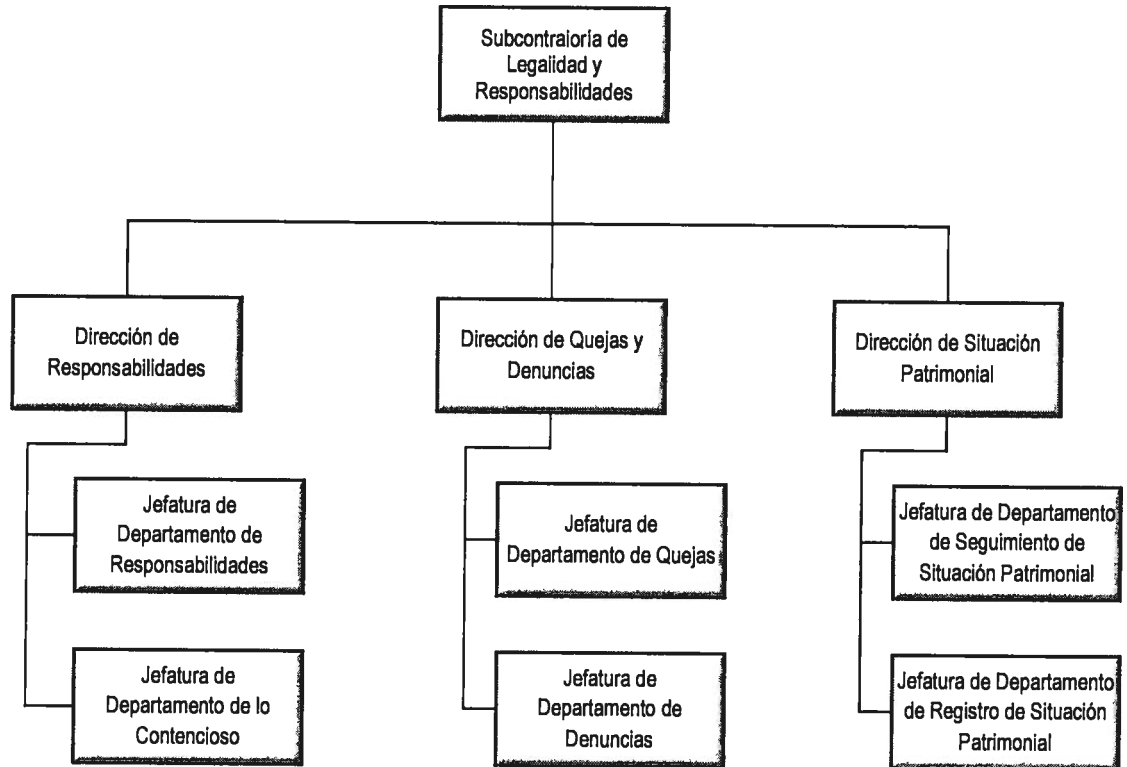 Subcontraloría de
Legalidad y
Responsabilidades
Dirección de
Responsabilidades
Dirección de Quejas y
Denuncias
Dirección de Situación
Patrimonial
Jefatura de
Departamento de
Responsabilidades
Jefatura de
Departamento de Quejas
Jefatura de Departamento
de Seguimiento de
Situación Patrimonial
Jefatura de
Departamento de lo
Contencioso
Jefatura de
Departamento de
Denuncias
Jefatura de Departamento
de Registro de Situación
Patrimonial